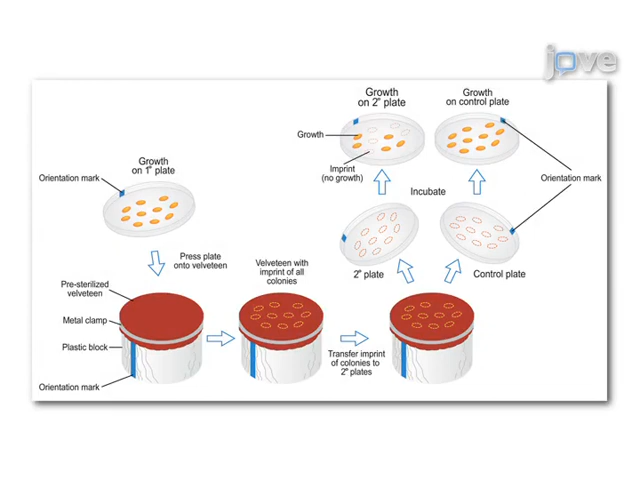 jove
Growth
on 2° plate
Growth
on control plate
Growth
Imprint
(no growth)
Orientation mark
Growth
on 1° plate
Orientation mark
Incubate
Press plate
onto velveteen
Velveteen with
imprint of all
colonies
2° plate
Control plate
Pre-sterilized
velveteen
Metal clamp
Plastic block
Orientation mark
Transfer imprint
of colonies to
2° plates